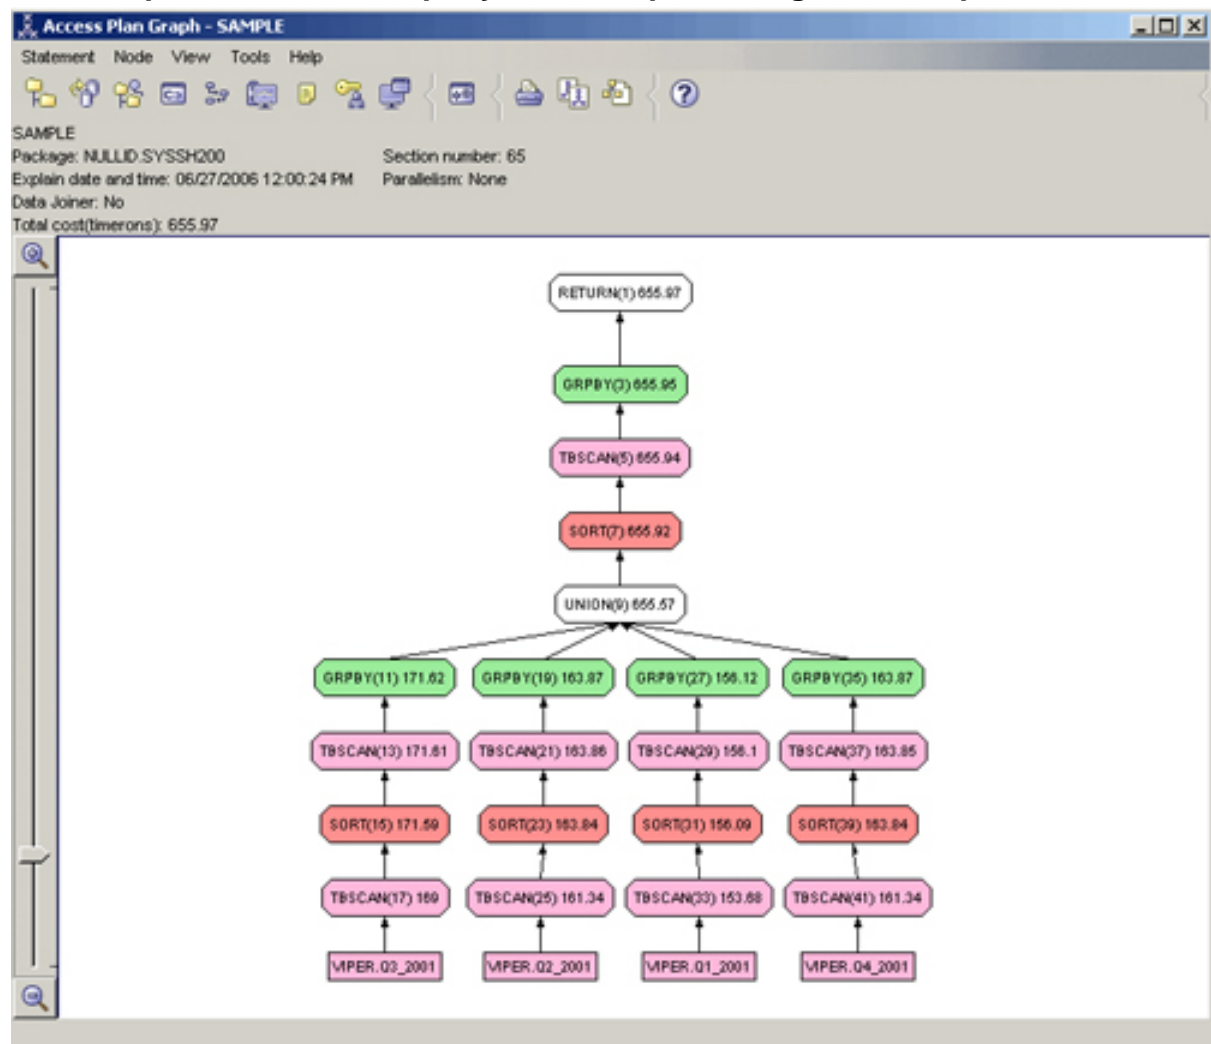 Access Plan Graph - SAMPLE
Statement Node View Tools Help
SAMPLE
Package: NULLID.SYSSH200 Section number: 65
Explain date and time: 06/27/2006 12:00:24 PM Parallelism: None
Data Joiner: No
Total cost(timerons): 655.97
RETURN(1) 655.97
GRPBY(3) 655.95
TBSCAN(5) 655.94
SORT(7) 655.92
UNION(9) 655.57
GRPBY(11) 171.62 GRPBY(19) 163.87 GRPBY(27) 156.12 GRPBY(35) 163.87
TBSCAN(13) 171.61 TBSCAN(21) 163.86 TBSCAN(29) 156.1 TBSCAN(37) 163.85
SORT(15) 171.59 SORT(23) 163.84 SORT(31) 156.09 SORT(39) 163.84
TBSCAN(17) 169 TBSCAN(25) 161.34 TBSCAN(33) 153.68 TBSCAN(41) 161.34
VIPER.Q3_2001 VIPER.Q2_2001 VIPER.Q1_2001 VIPER.Q4_2001